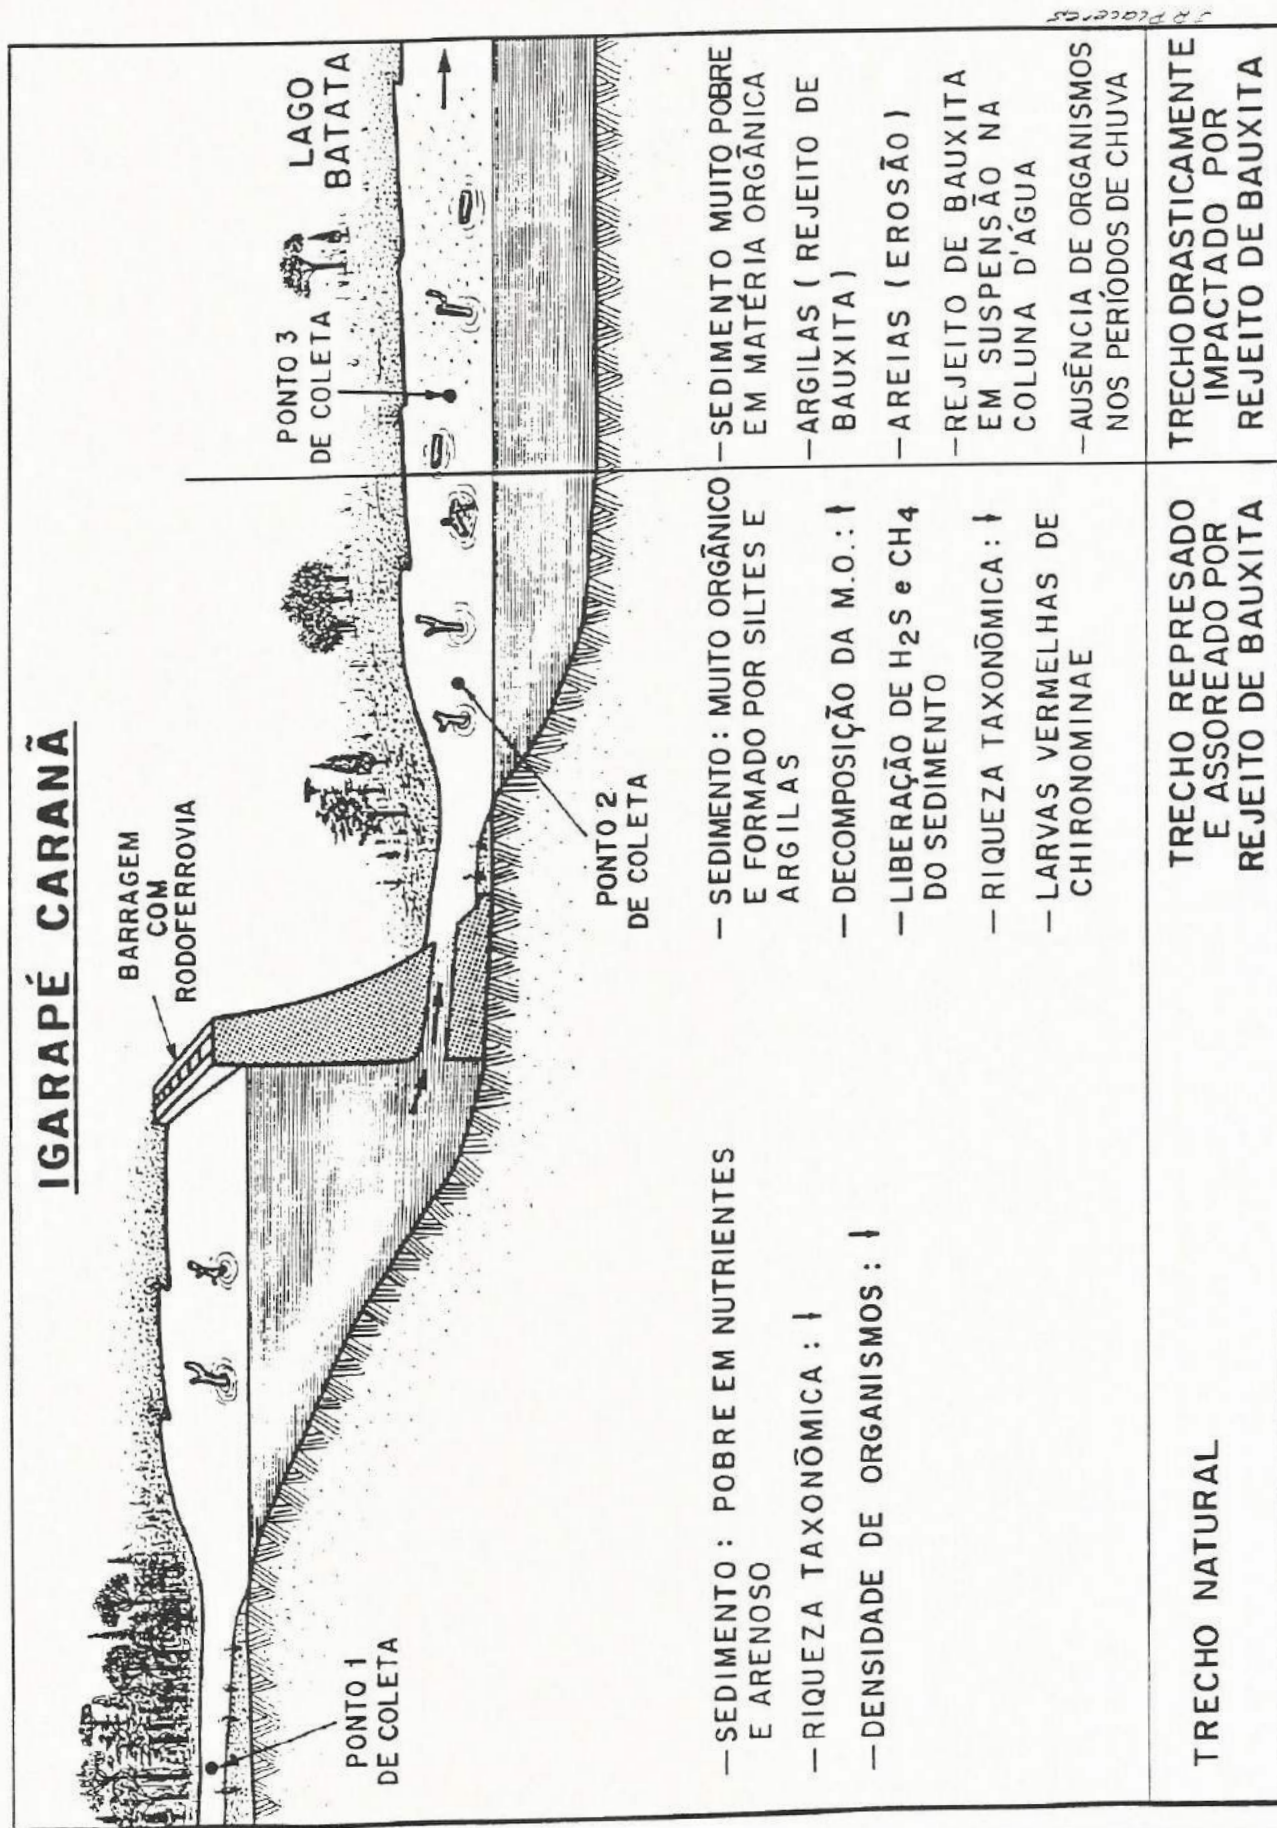 IGARAPÉ CARANÃ
BARRAGEM
COM
RODOFERROVIA
PONTO 1
DE COLETA
PONTO 2
DE COLETA
PONTO 3
DE COLETA
LAGO
BATATA
— SEDIMENTO : POBRE EM NUTRIENTES
E ARENOSO
— RIQUEZA TAXONÔMICA :
— DENSIDADE DE ORGANISMOS :
— SEDIMENTO : MUITO ORGÂNICO
E FORMADO POR SILTES E
ARGILAS
— DECOMPOSIÇÃO DA M.O. :
— LIBERAÇÃO DE H₂S e CH₄
DO SEDIMENTO
— RIQUEZA TAXONÔMICA :
— LARVAS VERMELHAS DE
CHIRONOMINAE
— SEDIMENTO MUITO POBRE
EM MATÉRIA ORGÂNICA
— ARGILAS ( REJEITO DE
BAUXITA )
— AREIAS ( EROSÃO )
— REJEITO DE BAUXITA
EM SUSPENSÃO NA
COLUNA D'ÁGUA
— AUSÊNCIA DE ORGANISMOS
NOS PERÍODOS DE CHUVA
TRECHO NATURAL
TRECHO REPRESADO
E ASSOREADO POR
REJEITO DE BAUXITA
TRECHO DRASTICAMENTE
IMPACTADO POR
REJEITO DE BAUXITA